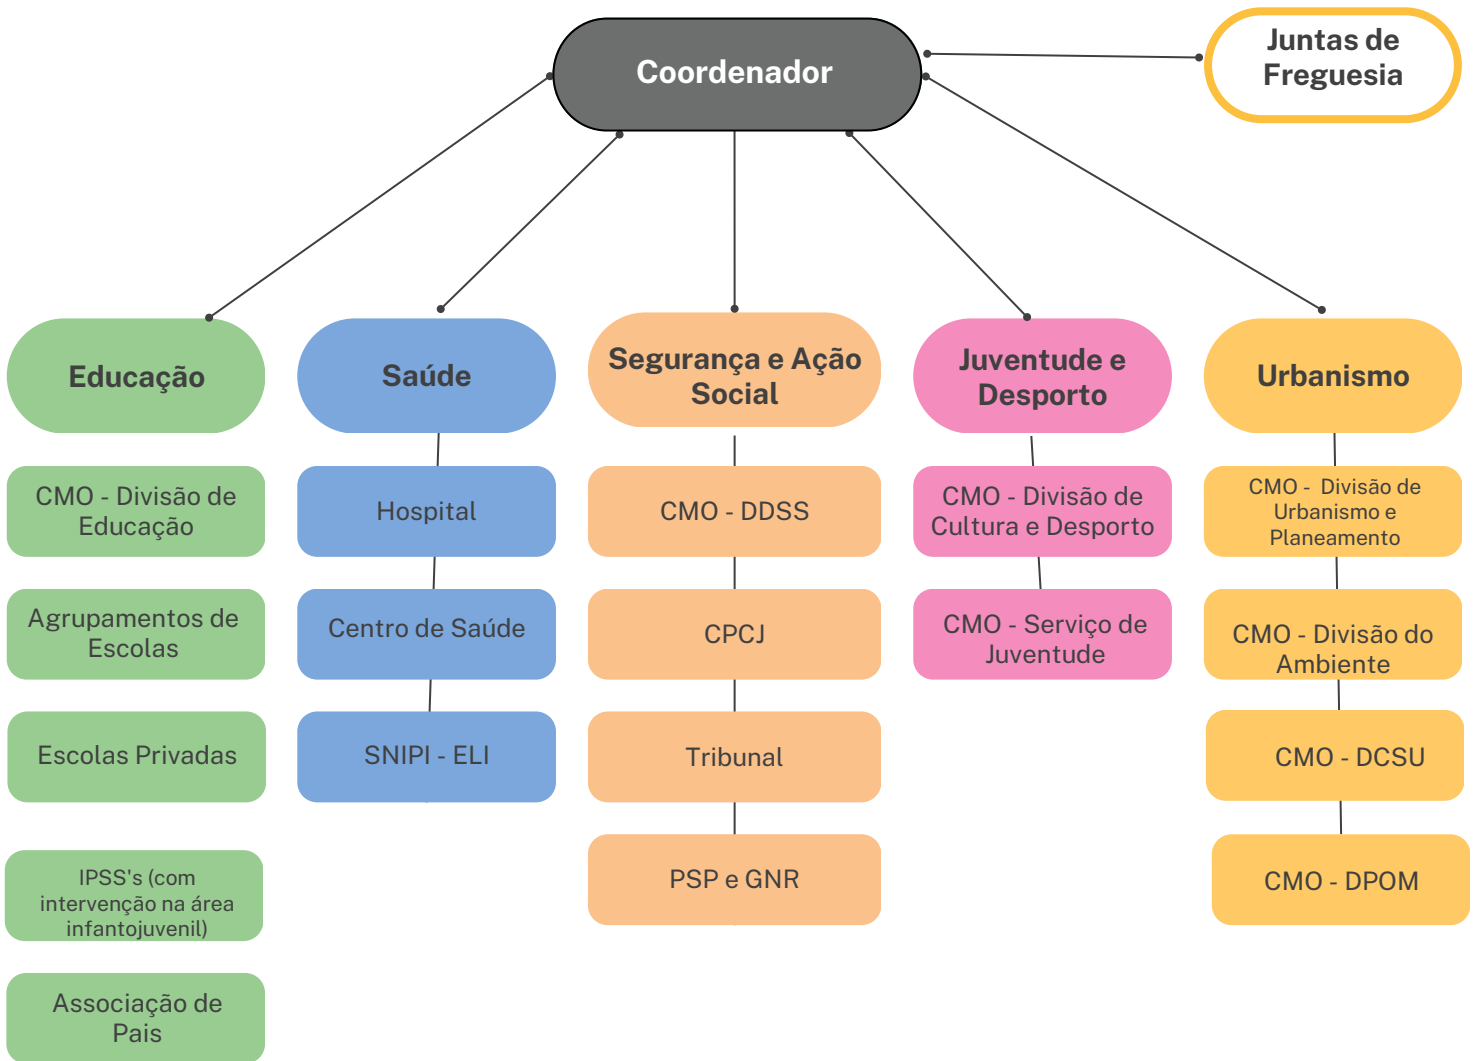 Coordenador
Juntas de
Freguesia
Educação
Saúde
Segurança e Ação
Social
Juventude e
Desporto
Urbanismo
CMO - Divisão de
Educação
Agrupamentos de
Escolas
Escolas Privadas
IPSS's (com
intervenção na área
infantojuvenil)
Associação de
Pais
Hospital
Centro de Saúde
SNIPI - ELI
CMO - DDSS
CPCJ
Tribunal
PSP e GNR
CMO - Divisão de
Cultura e Desporto
CMO - Serviço de
Juventude
CMO -  Divisão de
Urbanismo e
Planeamento
CMO - Divisão do
Ambiente
CMO - DCSU
CMO - DPOM